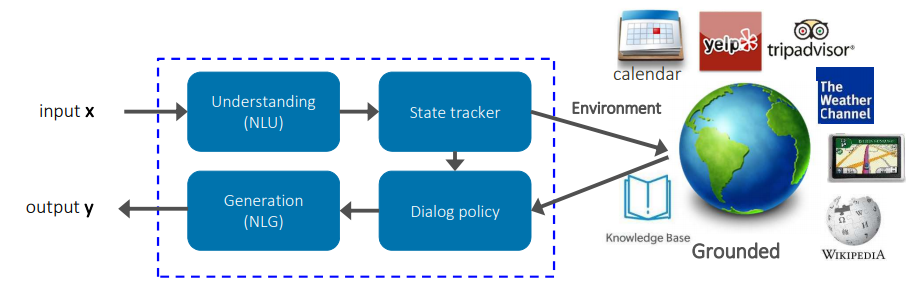 calendar
yelp
tripadvisor®
The
Weather
Channel
Environment
input x
Understanding
(NLU)
State tracker
output y
Generation
(NLG)
Dialog policy
Knowledge Base
Grounded
WIKIPEDIA